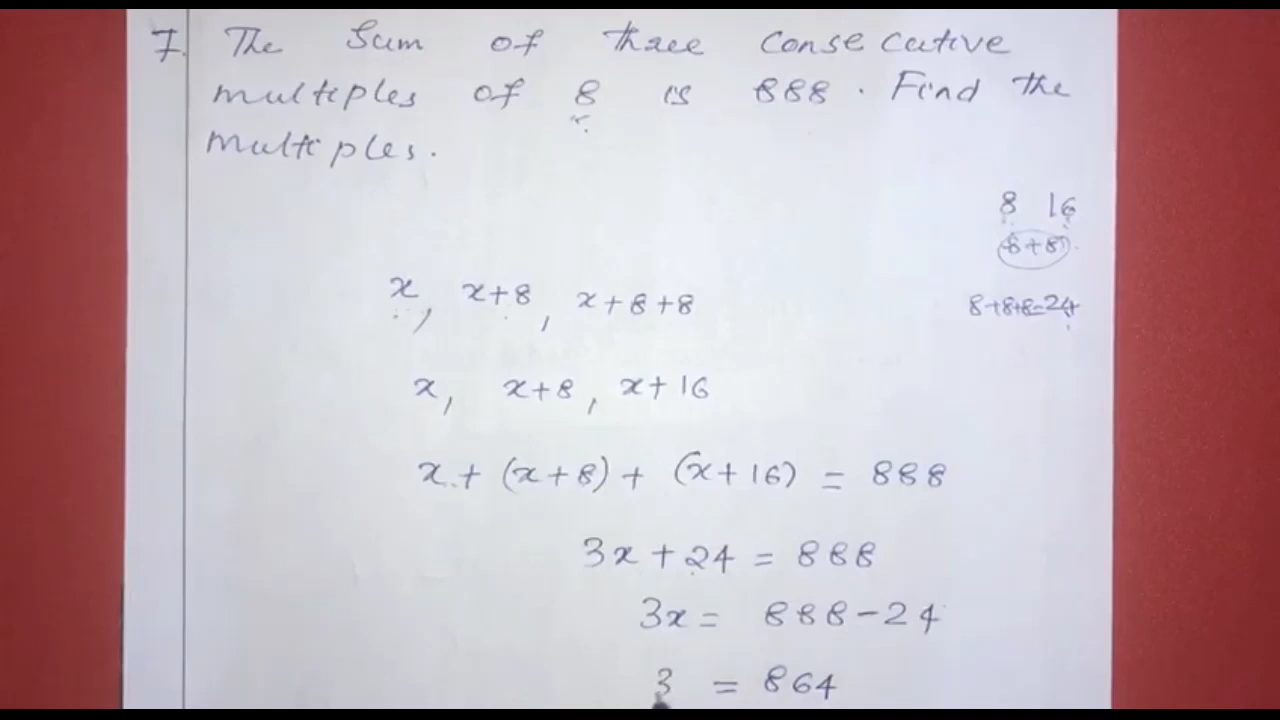 7. The Sum of three consecutive
multiples of 8 is 888. Find the
multiples.
8 16
8+8
x, x+8, x+8+8
8+8+8=24
x, x+8, x+16
x + (x+8) + (x+16) = 888
3x + 24 = 888
3x = 888-24
3 = 864